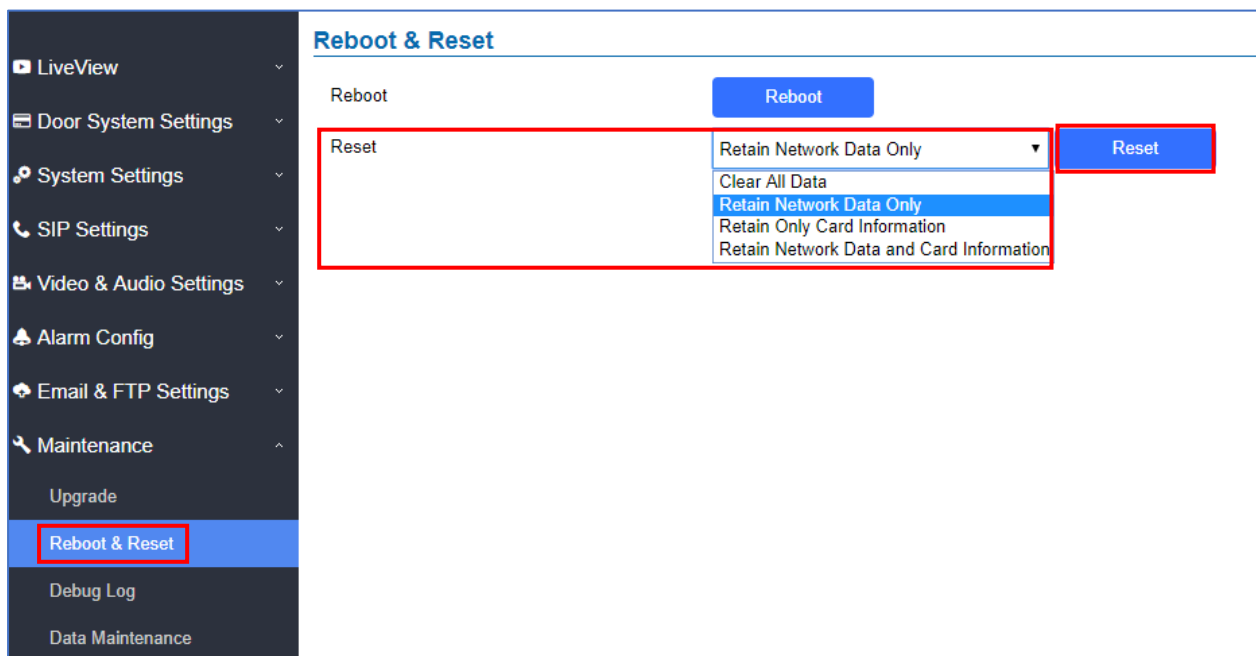 LiveView
Door System Settings
System Settings
SIP Settings
Video & Audio Settings
Alarm Config
Email & FTP Settings
Maintenance
Upgrade
Reboot & Reset
Debug Log
Data Maintenance
Reboot & Reset
Reboot Reboot
Reset Retain Network Data Only Reset
Clear All Data
Retain Network Data Only
Retain Only Card Information
Retain Network Data and Card Information